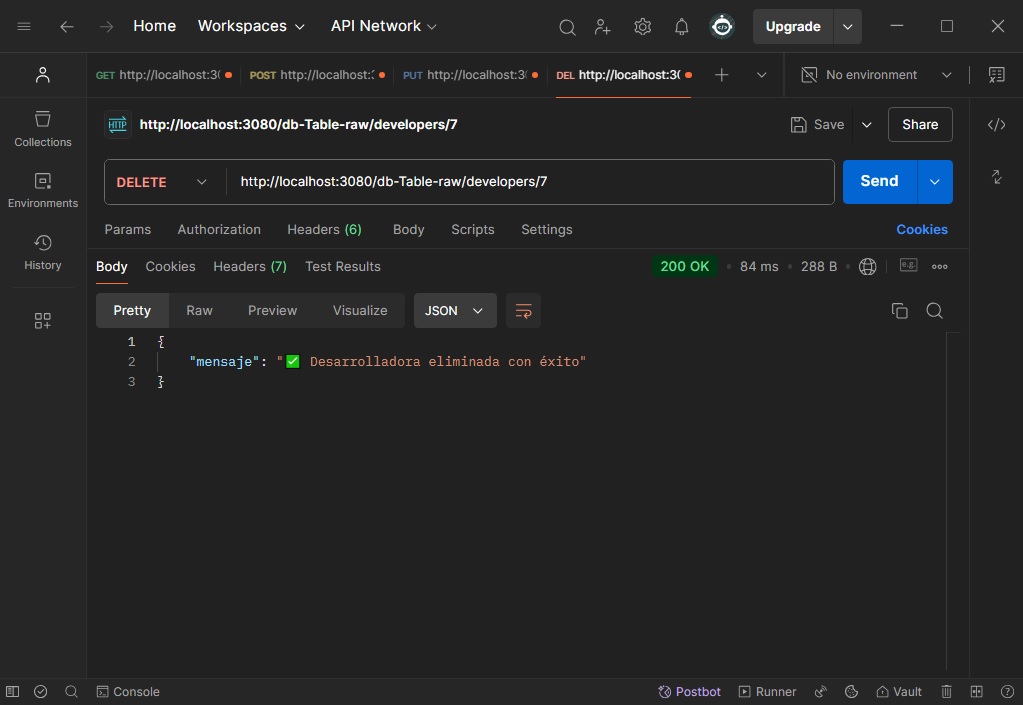 Home Workspaces API Network Upgrade
GET http://localhost:30 POST http://localhost: PUT http://localhost:30 DEL http://localhost:30 No environment
HTTP http://localhost:3080/db-Table-raw/developers/7 Save Share
Collections
DELETE http://localhost:3080/db-Table-raw/developers/7 Send
Environments
Params Authorization Headers (6) Body Scripts Settings Cookies
History
Body Cookies Headers (7) Test Results 200 OK • 84 ms • 288 B • e.g.
Pretty Raw Preview Visualize JSON
1 {
2 "mensaje": "✅ Desarrolladora eliminada con éxito"
3 }
Console Postbot Runner Vault